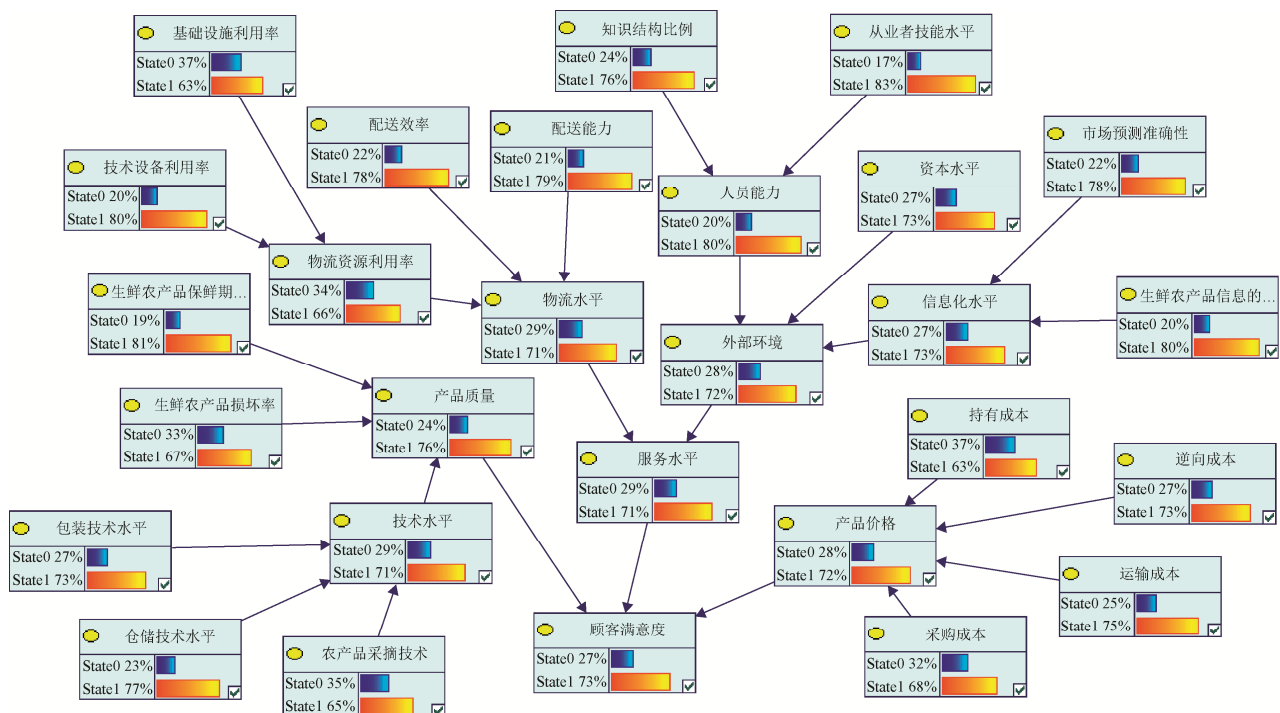 基础设施利用率
State0 37%
State1 63%
知识结构比例
State0 24%
State1 76%
从业者技能水平
State0 17%
State1 83%
配送效率
State0 22%
State1 78%
配送能力
State0 21%
State1 79%
市场预测准确性
State0 22%
State1 78%
技术设备利用率
State0 20%
State1 80%
资本水平
State0 27%
State1 73%
人员能力
State0 20%
State1 80%
物流资源利用率
State0 34%
State1 66%
生鲜农产品保鲜期...
State0 19%
State1 81%
物流水平
State0 29%
State1 71%
信息化水平
State0 27%
State1 73%
生鲜农产品信息的...
State0 20%
State1 80%
外部环境
State0 28%
State1 72%
产品质量
State0 24%
State1 76%
生鲜农产品损坏率
State0 33%
State1 67%
持有成本
State0 37%
State1 63%
服务水平
State0 29%
State1 71%
逆向成本
State0 27%
State1 73%
包装技术水平
State0 27%
State1 73%
技术水平
State0 29%
State1 71%
产品价格
State0 28%
State1 72%
运输成本
State0 25%
State1 75%
仓储技术水平
State0 23%
State1 77%
农产品采摘技术
State0 35%
State1 65%
顾客满意度
State0 27%
State1 73%
采购成本
State0 32%
State1 68%